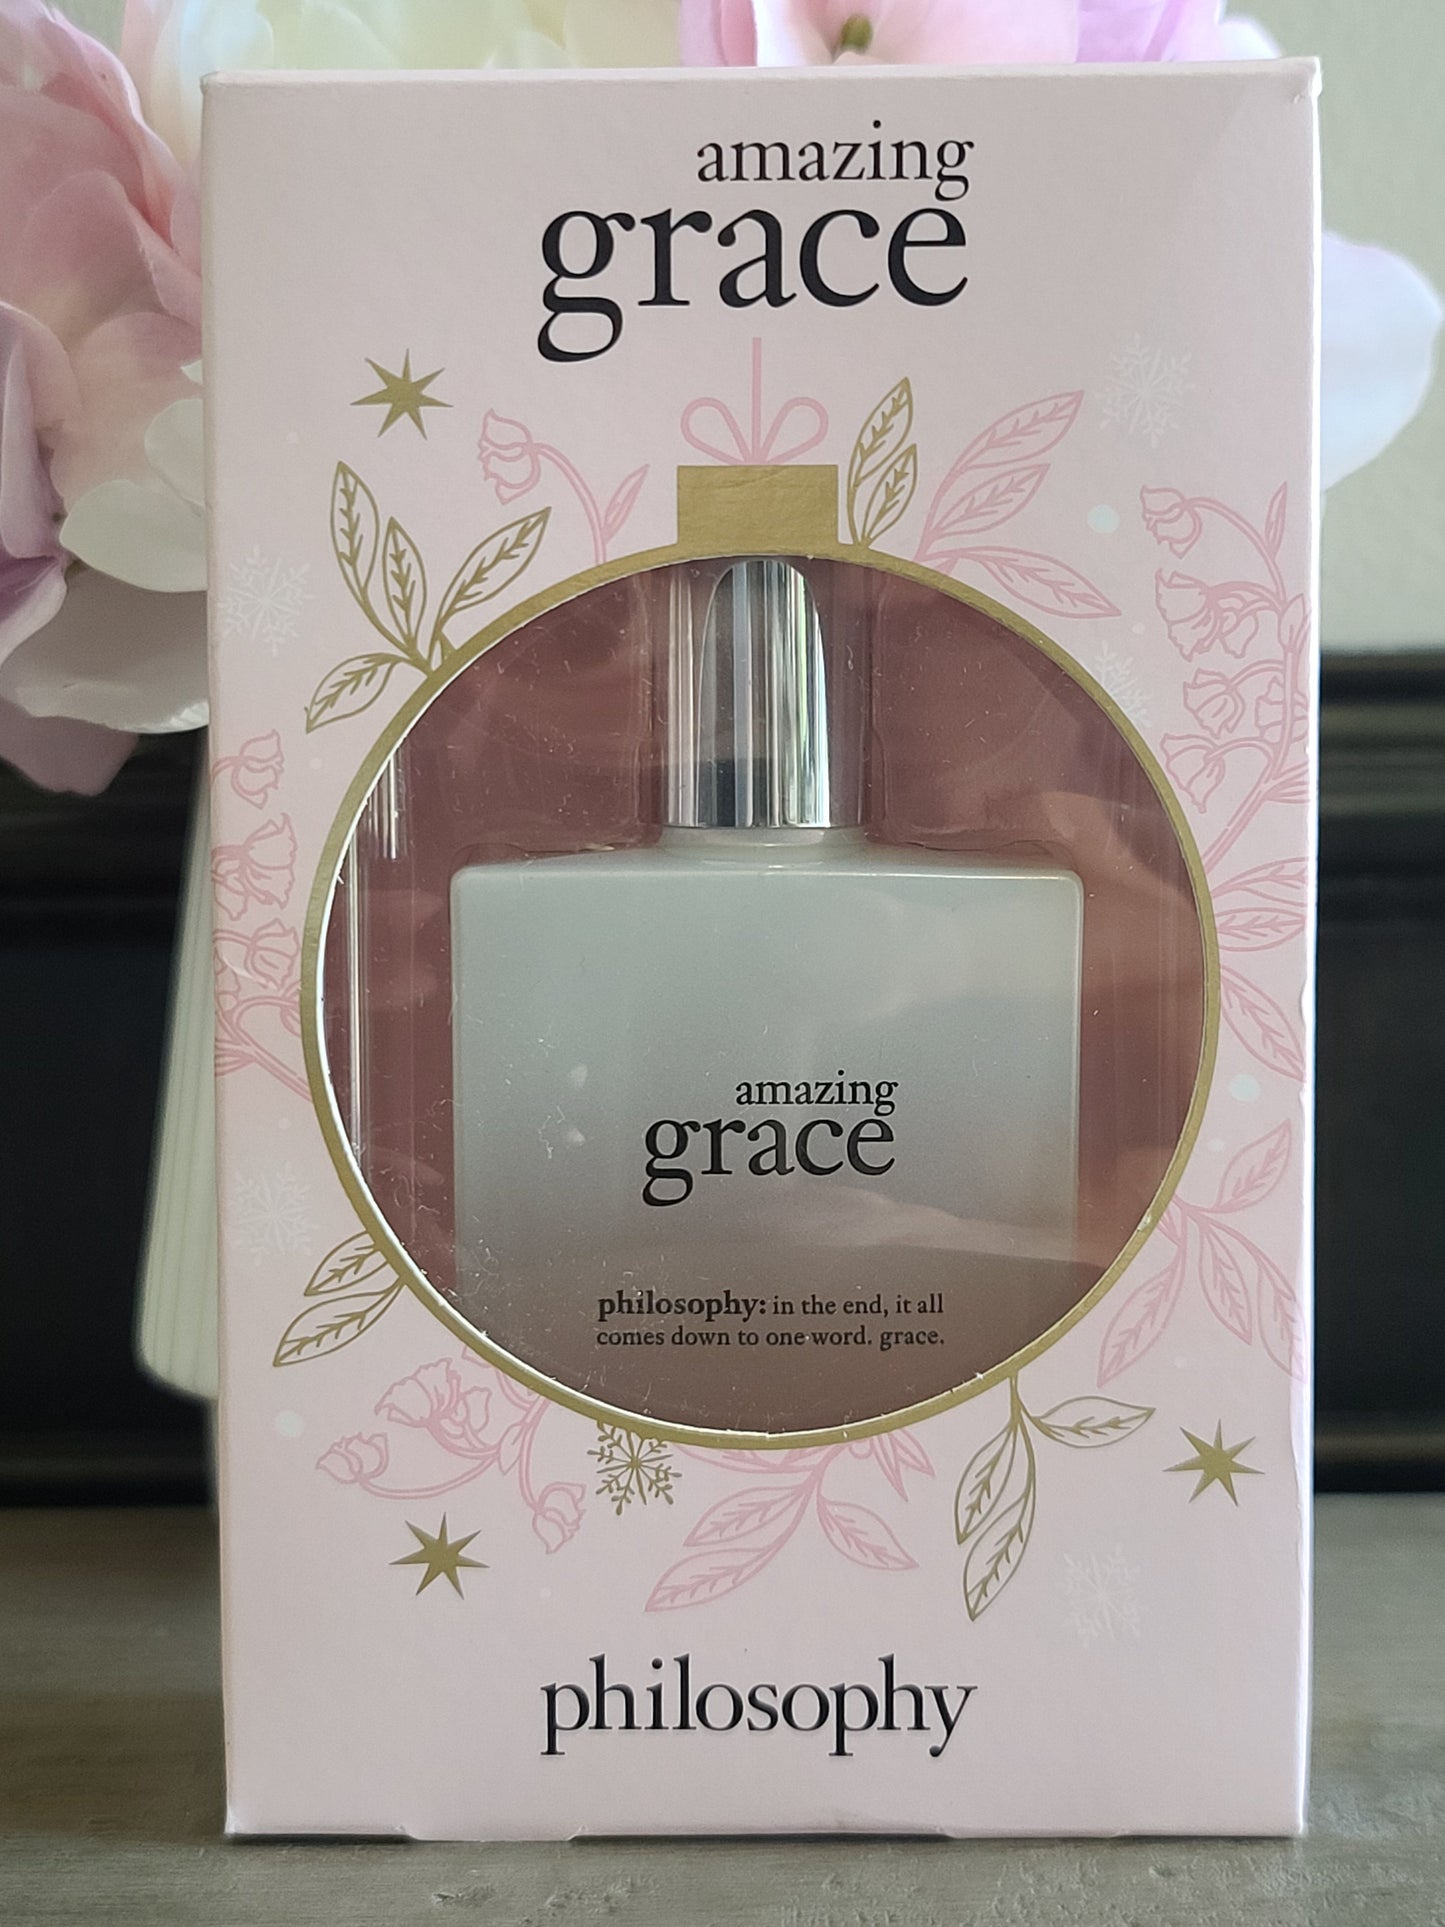 amazing
grace
amazing
grace
philosophy: in the end, it all
comes down to one word. grace.
philosophy